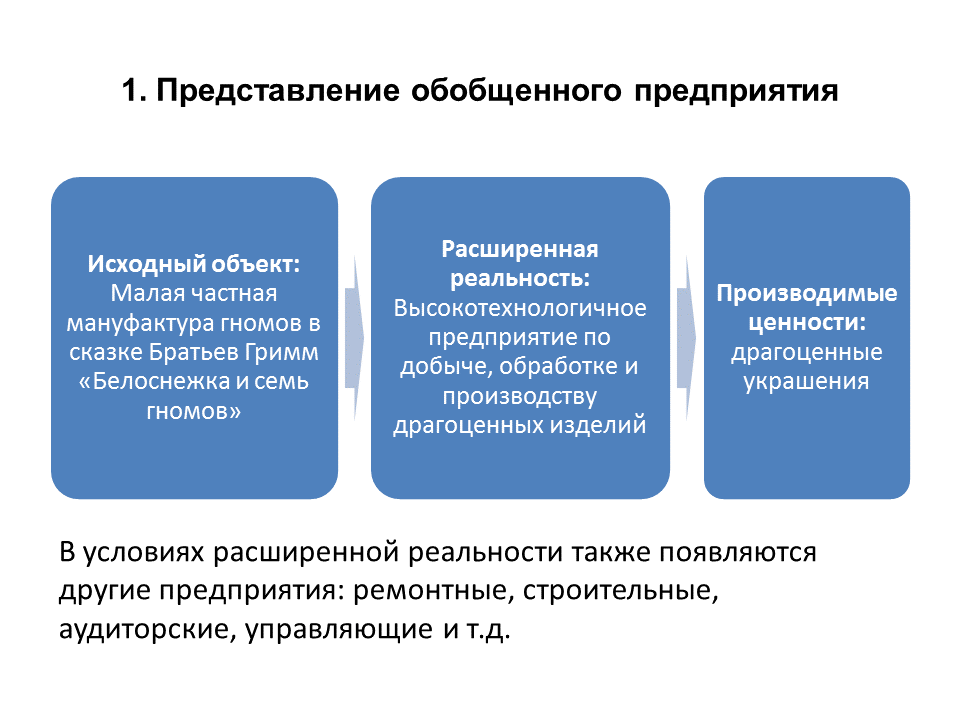 1. Представление обобщенного предприятия
Исходный объект:
Малая частная
мануфактура гномов в
сказке Братьев Гримм
«Белоснежка и семь
гномов»
Расширенная
реальность:
Высокотехнологичное
предприятие по
добыче, обработке и
производству
драгоценных изделий
Производимые
ценности:
драгоценные
украшения
В условиях расширенной реальности также появляются
другие предприятия: ремонтные, строительные,
аудиторские, управляющие и т.д.